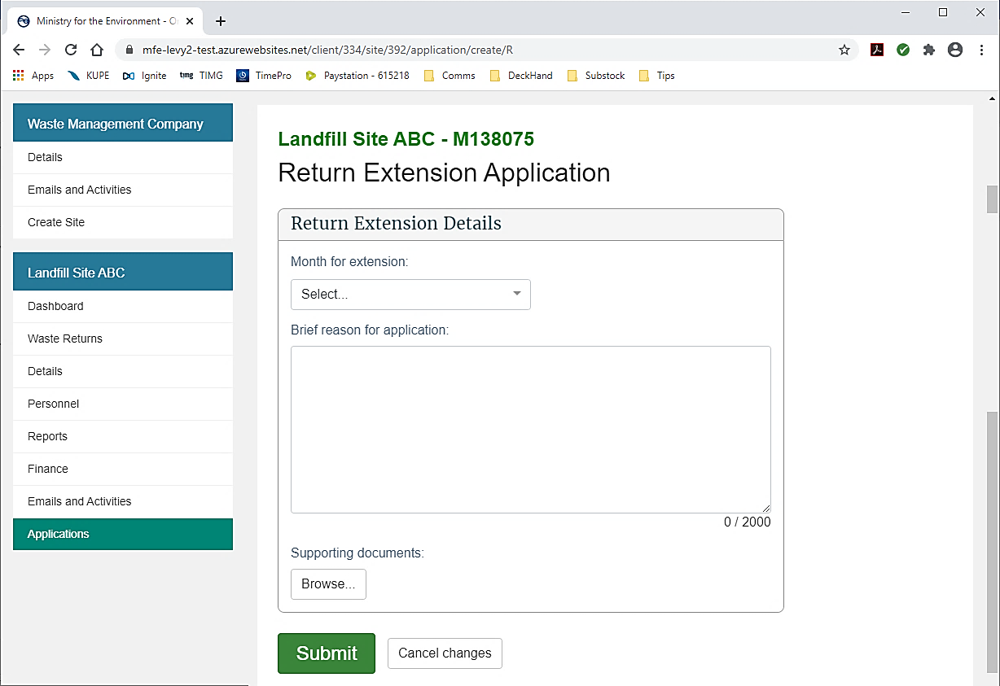 Ministry for the Environment - O
mfe-levy2-test.azurewebsites.net/client/334/site/392/application/create/R
Apps KUPE Ignite timg TIMG TimePro Paystation - 615218 Comms DeckHand Substock Tips
Waste Management Company
Details
Emails and Activities
Create Site
Landfill Site ABC
Dashboard
Waste Returns
Details
Personnel
Reports
Finance
Emails and Activities
Applications
Landfill Site ABC - M138075
Return Extension Application
Return Extension Details
Month for extension:
Select...
Brief reason for application:
0 / 2000
Supporting documents:
Browse...
Submit Cancel changes